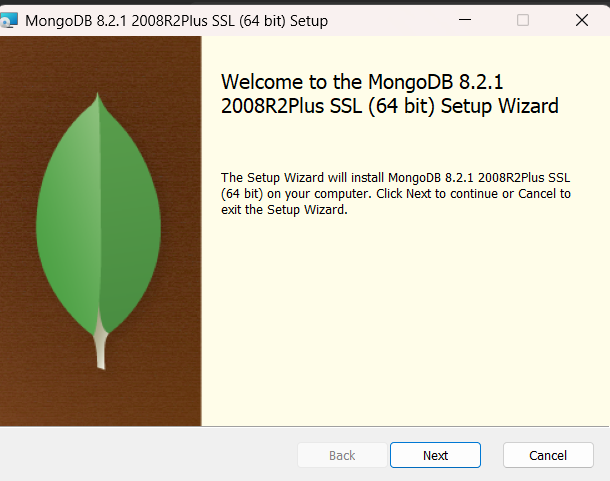 MongoDB 8.2.1 2008R2Plus SSL (64 bit) Setup
Welcome to the MongoDB 8.2.1
2008R2Plus SSL (64 bit) Setup Wizard
The Setup Wizard will install MongoDB 8.2.1 2008R2Plus SSL
(64 bit) on your computer. Click Next to continue or Cancel to
exit the Setup Wizard.
Back Next Cancel